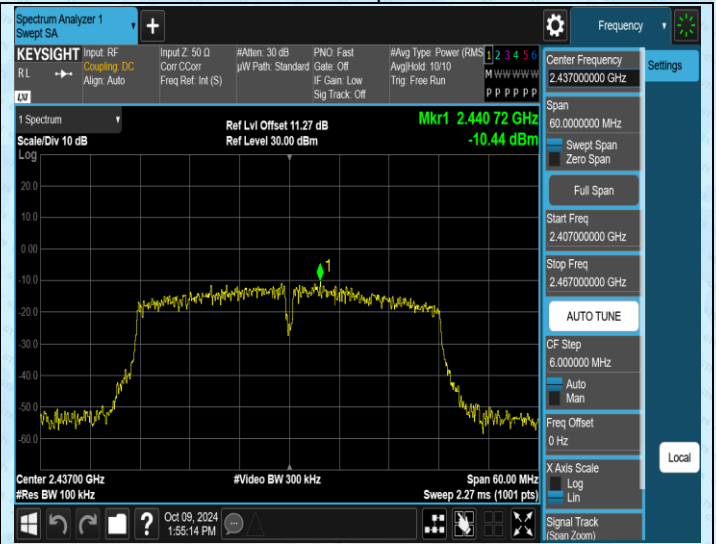 Spectrum Analyzer 1
Swept SA
+
Frequency
KEYSIGHT
RL
LXI
Input: RF
Coupling: DC
Align: Auto
Input Z: 50 Ω
Corr CCorr
Freq Ref: Int (S)
#Atten: 30 dB
µW Path: Standard
PNO: Fast
Gate: Off
IF Gain: Low
Sig Track: Off
#Avg Type: Power (RMS
Avg|Hold: 10/10
Trig: Free Run
1 2 3 4 5 6
M W W W W W
P P P P P P
1 Spectrum
Scale/Div 10 dB
Log
Ref Lvl Offset 11.27 dB
Ref Level 30.00 dBm
Mkr1 2.440 72 GHz
-10.44 dBm
20.0
10.0
0.00
-10.0
-20.0
-30.0
-40.0
-50.0
-60.0
1
Center 2.43700 GHz
#Res BW 100 kHz
#Video BW 300 kHz
Span 60.00 MHz
Sweep 2.27 ms (1001 pts)
Center Frequency
2.437000000 GHz
Settings
Span
60.0000000 MHz
Swept Span
Zero Span
Full Span
Start Freq
2.407000000 GHz
Stop Freq
2.467000000 GHz
AUTO TUNE
CF Step
6.000000 MHz
Auto
Man
Freq Offset
0 Hz
X Axis Scale
Log
Lin
Signal Track
(Span Zoom)
Local
?
Oct 09, 2024
1:55:14 PM